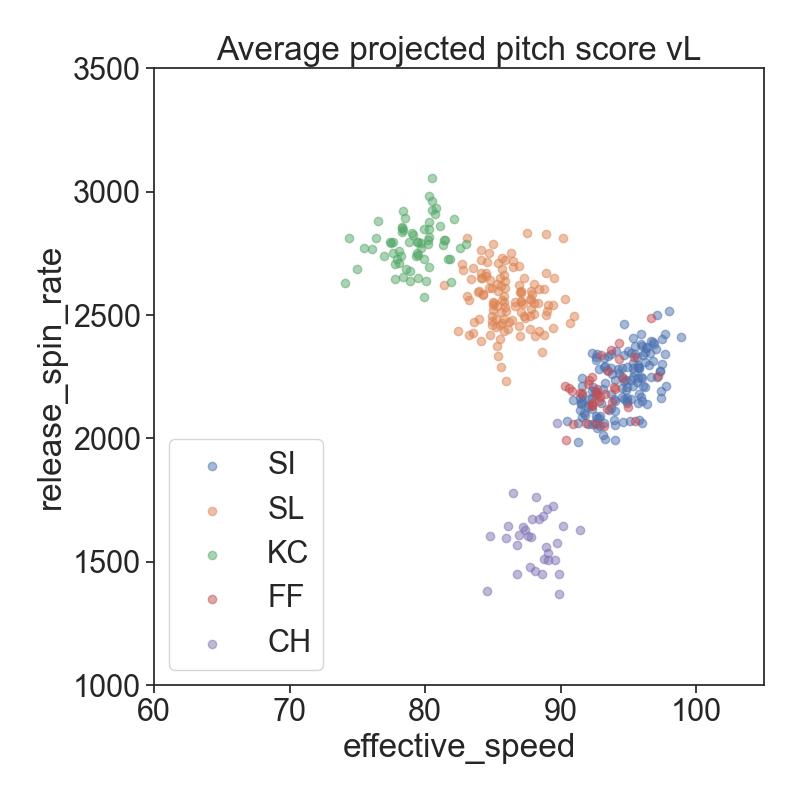 Average projected pitch score vL
release_spin_rate
3500
3000
2500
2000
1500
1000
SI
SL
KC
FF
CH
60 70 80 90 100
effective_speed